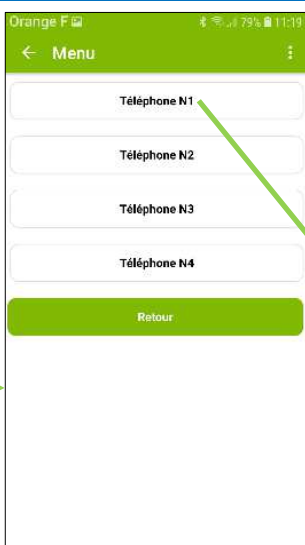 Orange F 79% 11:19
← Menu
Téléphone N1
Téléphone N2
Téléphone N3
Téléphone N4
Retour